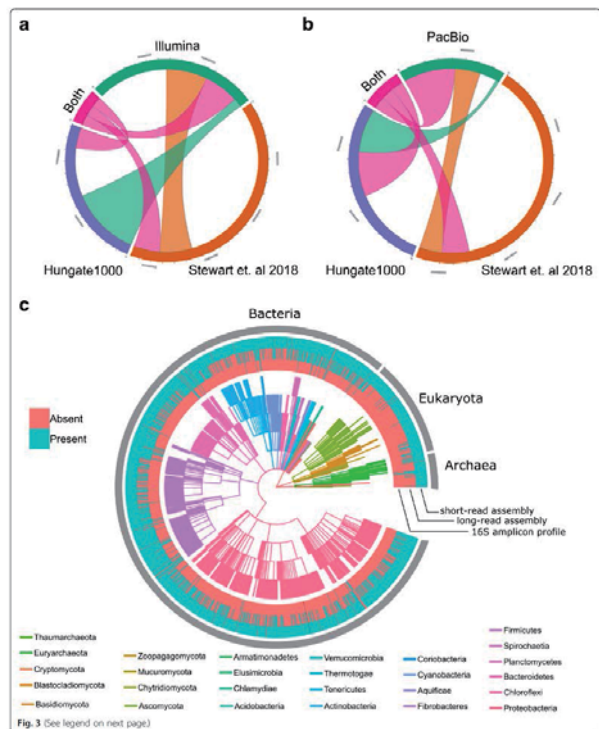 a
Illumina
Both
Hungate1000
Stewart et. al 2018
b
PacBio
Both
Hungate1000
Stewart et. al 2018
c
Bacteria
Eukaryota
Archaea
Absent
Present
short-read assembly
long-read assembly
16S amplicon profile
Thaumarchaeota
Euryarchaeota
Cryptomycota
Blastocladiomycota
Basidiomycota
Zoopagagomycota
Mucuromycota
Chytridiomycota
Ascomycota
Armatimonadetes
Elusimicrobia
Chlamydiae
Acidobacteria
Verrucomicrobia
Thermotogae
Tenericutes
Actinobacteria
Coriobacteria
Cyanobacteria
Aquificae
Fibrobacteres
Firmicutes
Spirochaetia
Planctomycetes
Bacteroidetes
Chloroflexi
Proteobacteria
Fig. 3 (See legend on next page.)